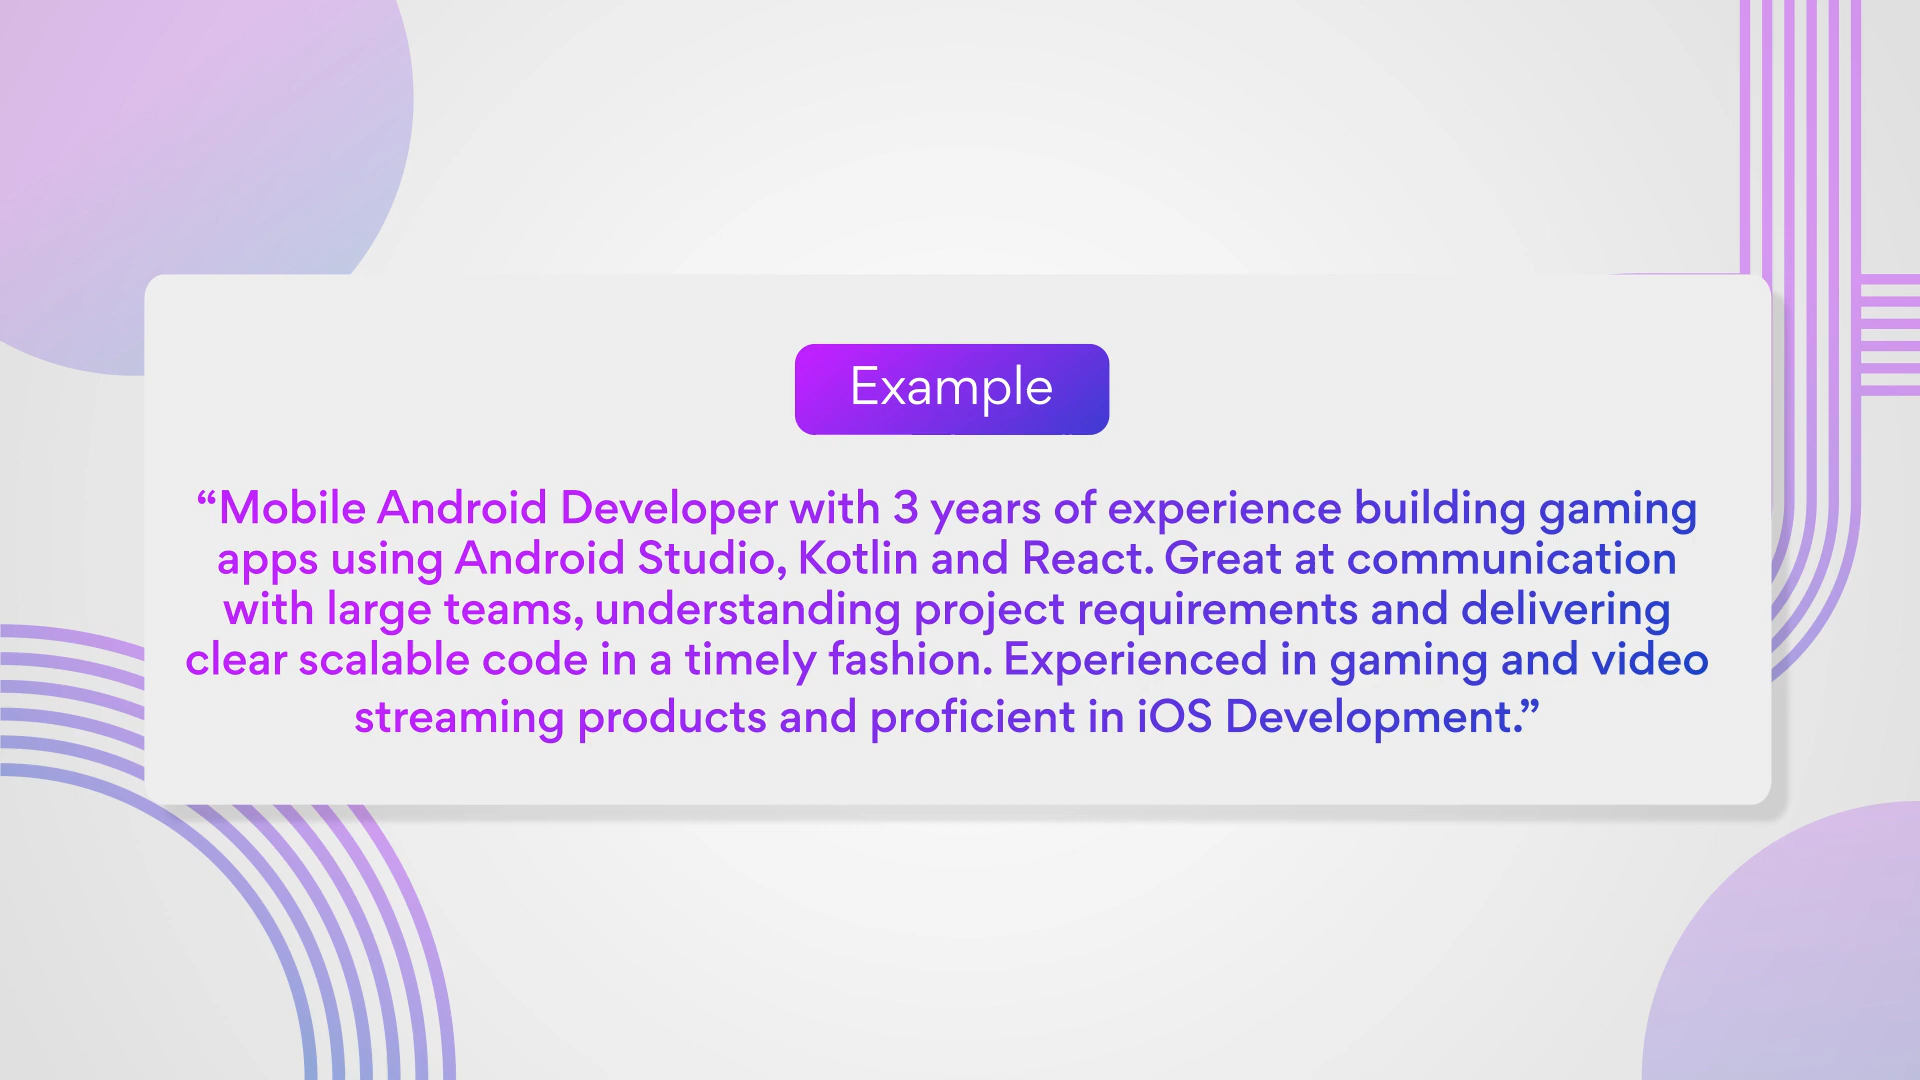 Example
“Mobile Android Developer with 3 years of experience building gaming
apps using Android Studio, Kotlin and React. Great at communication
with large teams, understanding project requirements and delivering
clear scalable code in a timely fashion. Experienced in gaming and video
streaming products and proficient in iOS Development.”